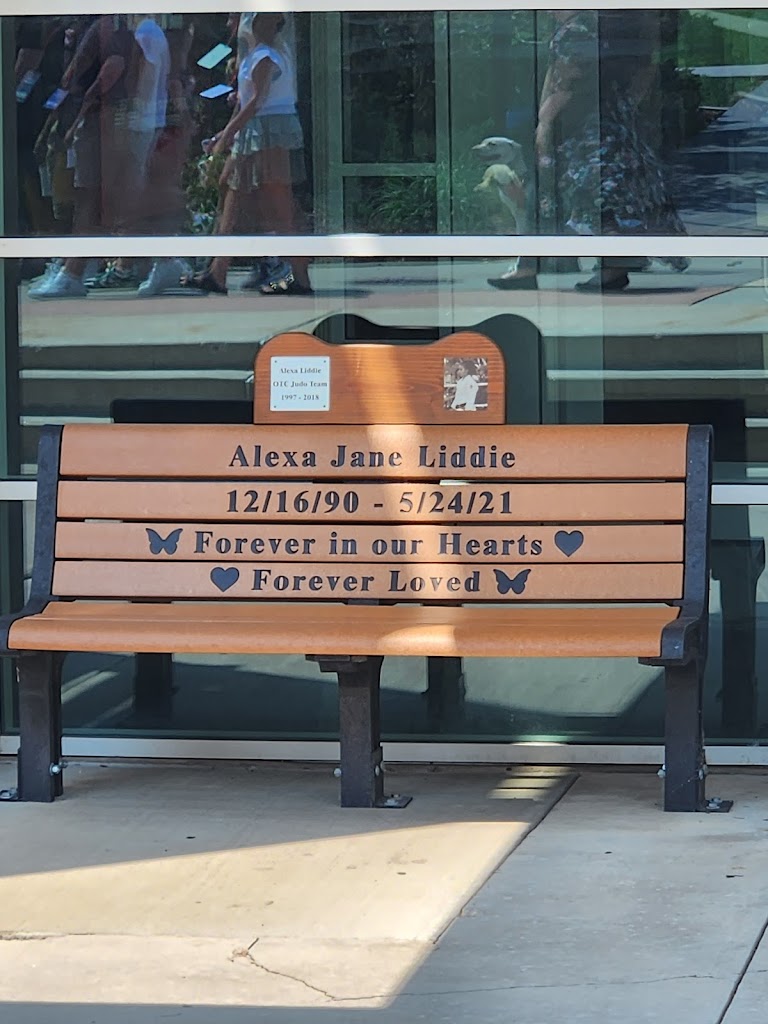 Alexa Liddie
OTC Judo Team
1997 - 2018
Alexa Jane Liddie
12/16/90 - 5/24/21
Forever in our Hearts
Forever Loved